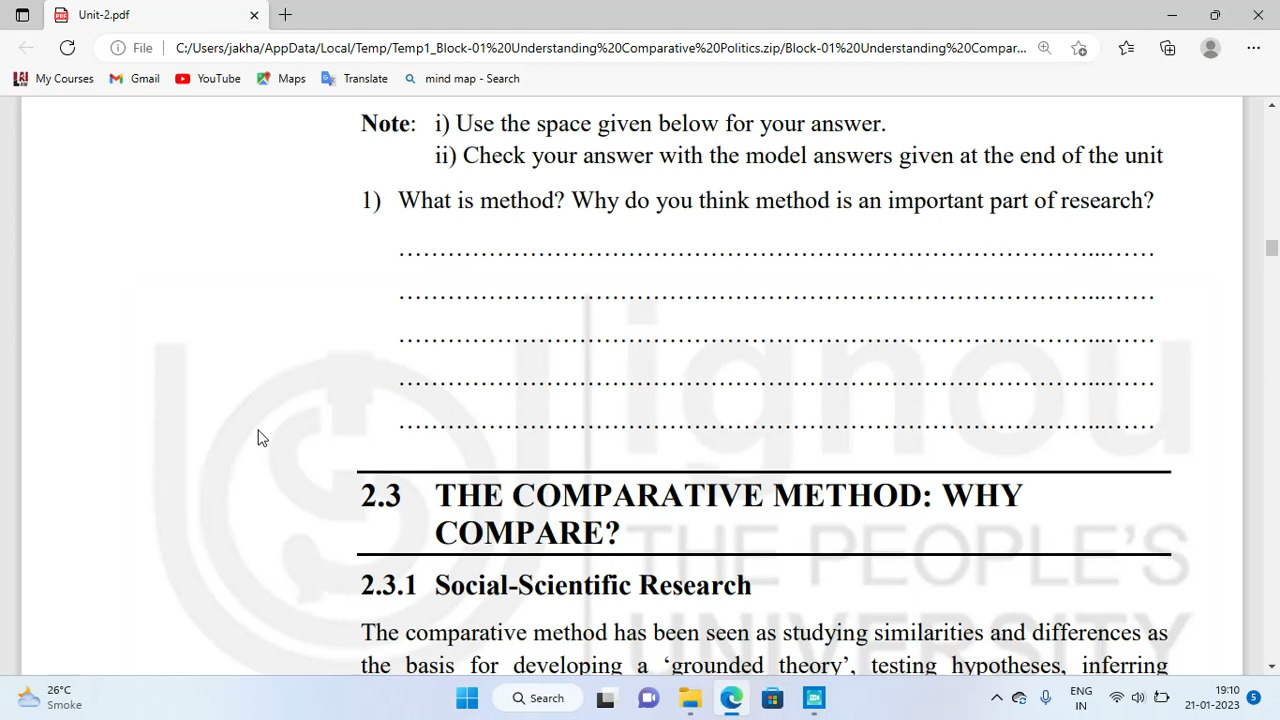 Unit-2.pdf
File
C:/Users/jakha/AppData/Local/Temp/Temp1_Block-01%20Understanding%20Comparative%20Politics.zip/Block-01%20Understanding%20Compar...
My Courses
Gmail
YouTube
Maps
Translate
mind map - Search
Note: i) Use the space given below for your answer.
ii) Check your answer with the model answers given at the end of the unit
1) What is method? Why do you think method is an important part of research?
ignou
2.3 THE COMPARATIVE METHOD: WHY
COMPARE?
THE PEOPLE'S
2.3.1 Social-Scientific Research
UNIVERSITY
The comparative method has been seen as studying similarities and differences as
the basis for developing a ‘grounded theory’, testing hypotheses, inferring
26°C
Smoke
Search
ENG
IN
19:10
21-01-2023
5